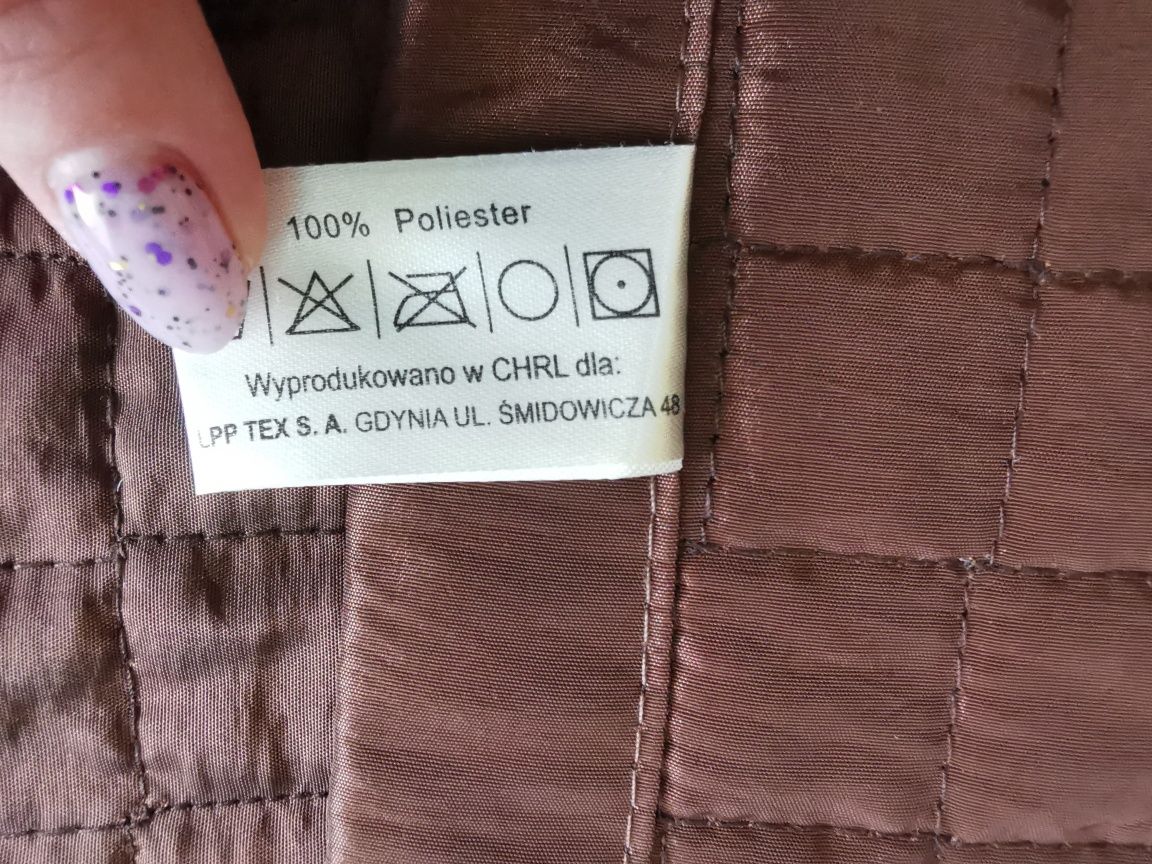 100% Poliester
Wyprodukowano w CHRL dla:
LPP TEX S. A. GDYNIA UL. ŚMIDOWICZA 48